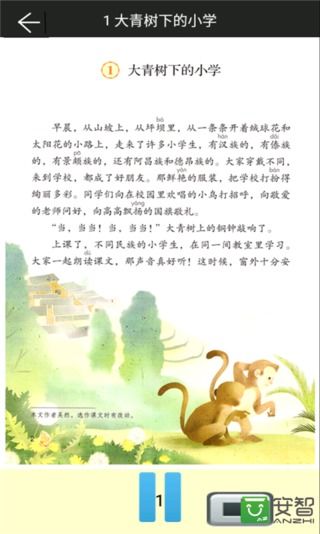 1 大青树下的小学
1 大青树下的小学
bà
早晨，从山坡上，从坪坝里，从一条条开着绒球花和
dǎi
太阳花的小路上，走来了许多小学生，有汉族的，有傣族
pō
的，有景颇族的，还有阿昌族和德昂族的。大家穿戴不同，
来到学校，都成了好朋友。那鲜艳的服装，把学校打扮得
绚丽多彩。同学们向在校园里欢唱的小鸟打招呼，向敬爱
yáng
的老师问好，向高高飘扬的国旗敬礼。
“当，当当！当，当当！”大青树上的铜钟敲响了。
上课了，不同民族的小学生，在同一间教室里学习。
dú
大家一起朗读课文，那声音真好听！这时候，窗外十分安
本文作者吴然，选作课文时有改动。
1
安智
ANZHI